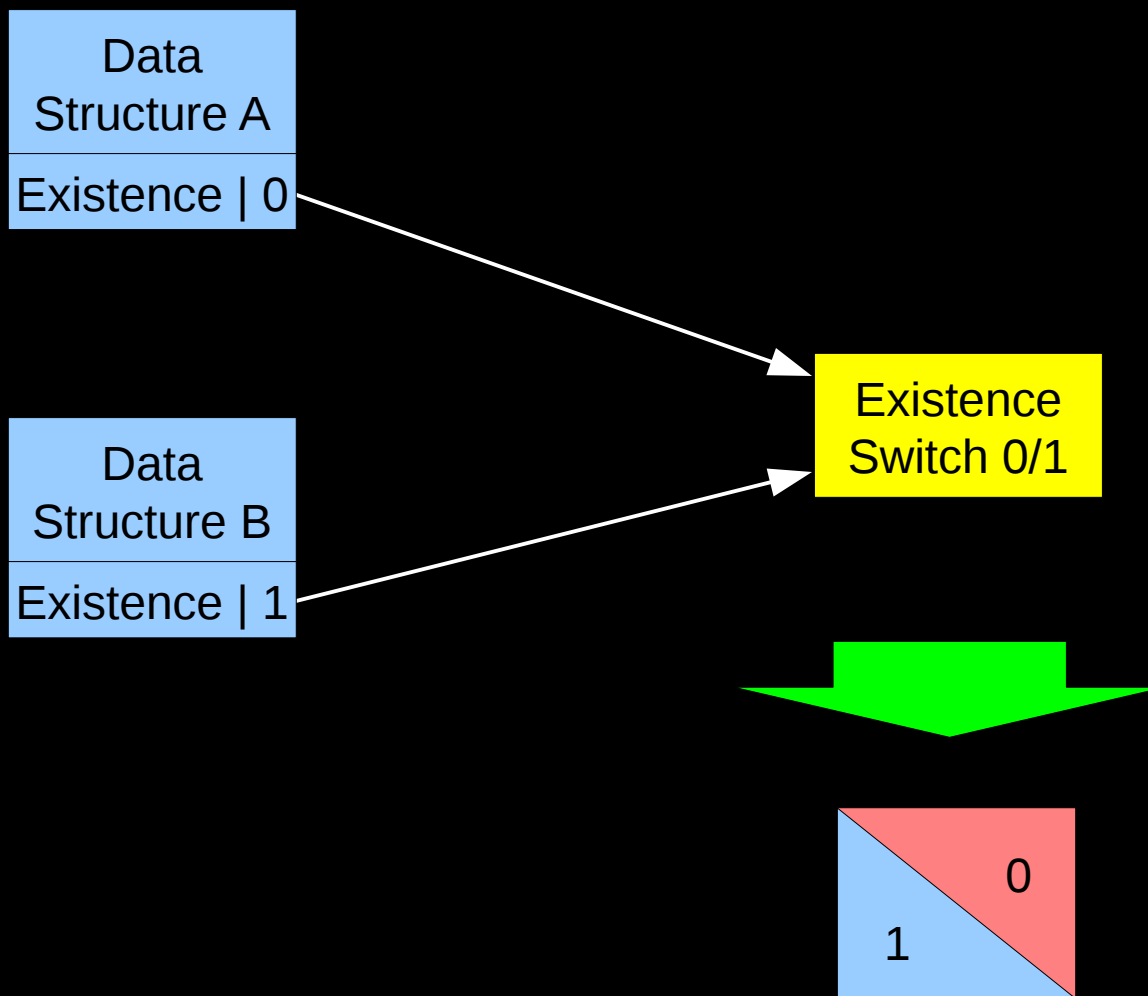 Data
Structure A
Existence | 0
Existence
Switch 0/1
Data
Structure B
Existence | 1
0
1